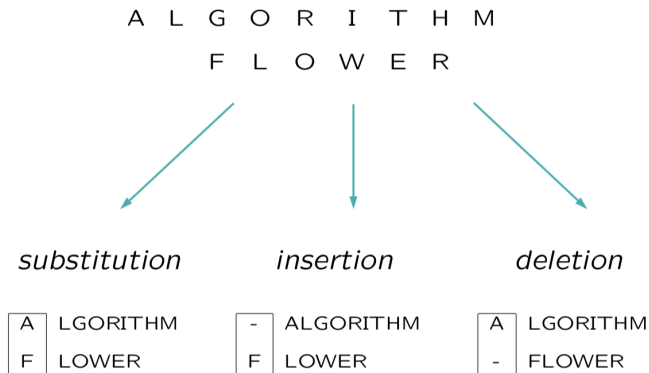 A L G O R I T H M
F L O W E R
substitution insertion deletion
A LGORITHM - ALGORITHM A LGORITHM
F LOWER F LOWER - FLOWER